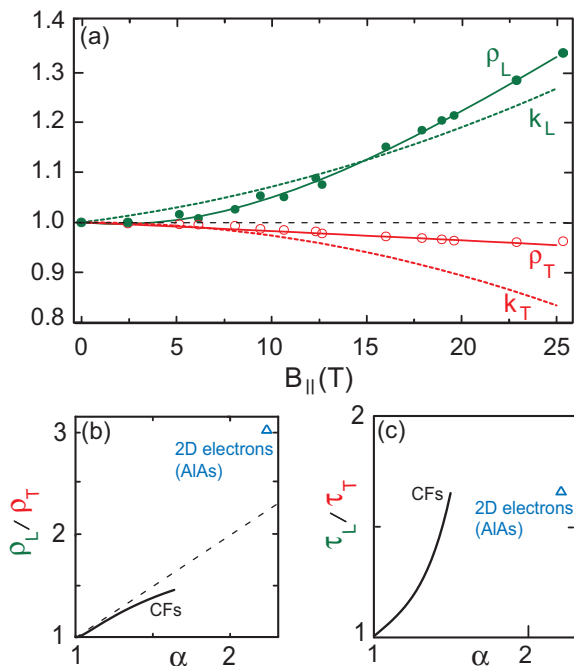 (a)
1.4
1.3
1.2
1.1
1.0
0.9
0.8
ρL
kL
ρT
kT
0 5 10 15 20 25
B||(T)
(b)
3
2
1
ρL / ρT
2D electrons
(AlAs)
CFs
1 α 2
(c)
2
1
τL / τT
CFs
2D electrons
(AlAs)
1 α 2